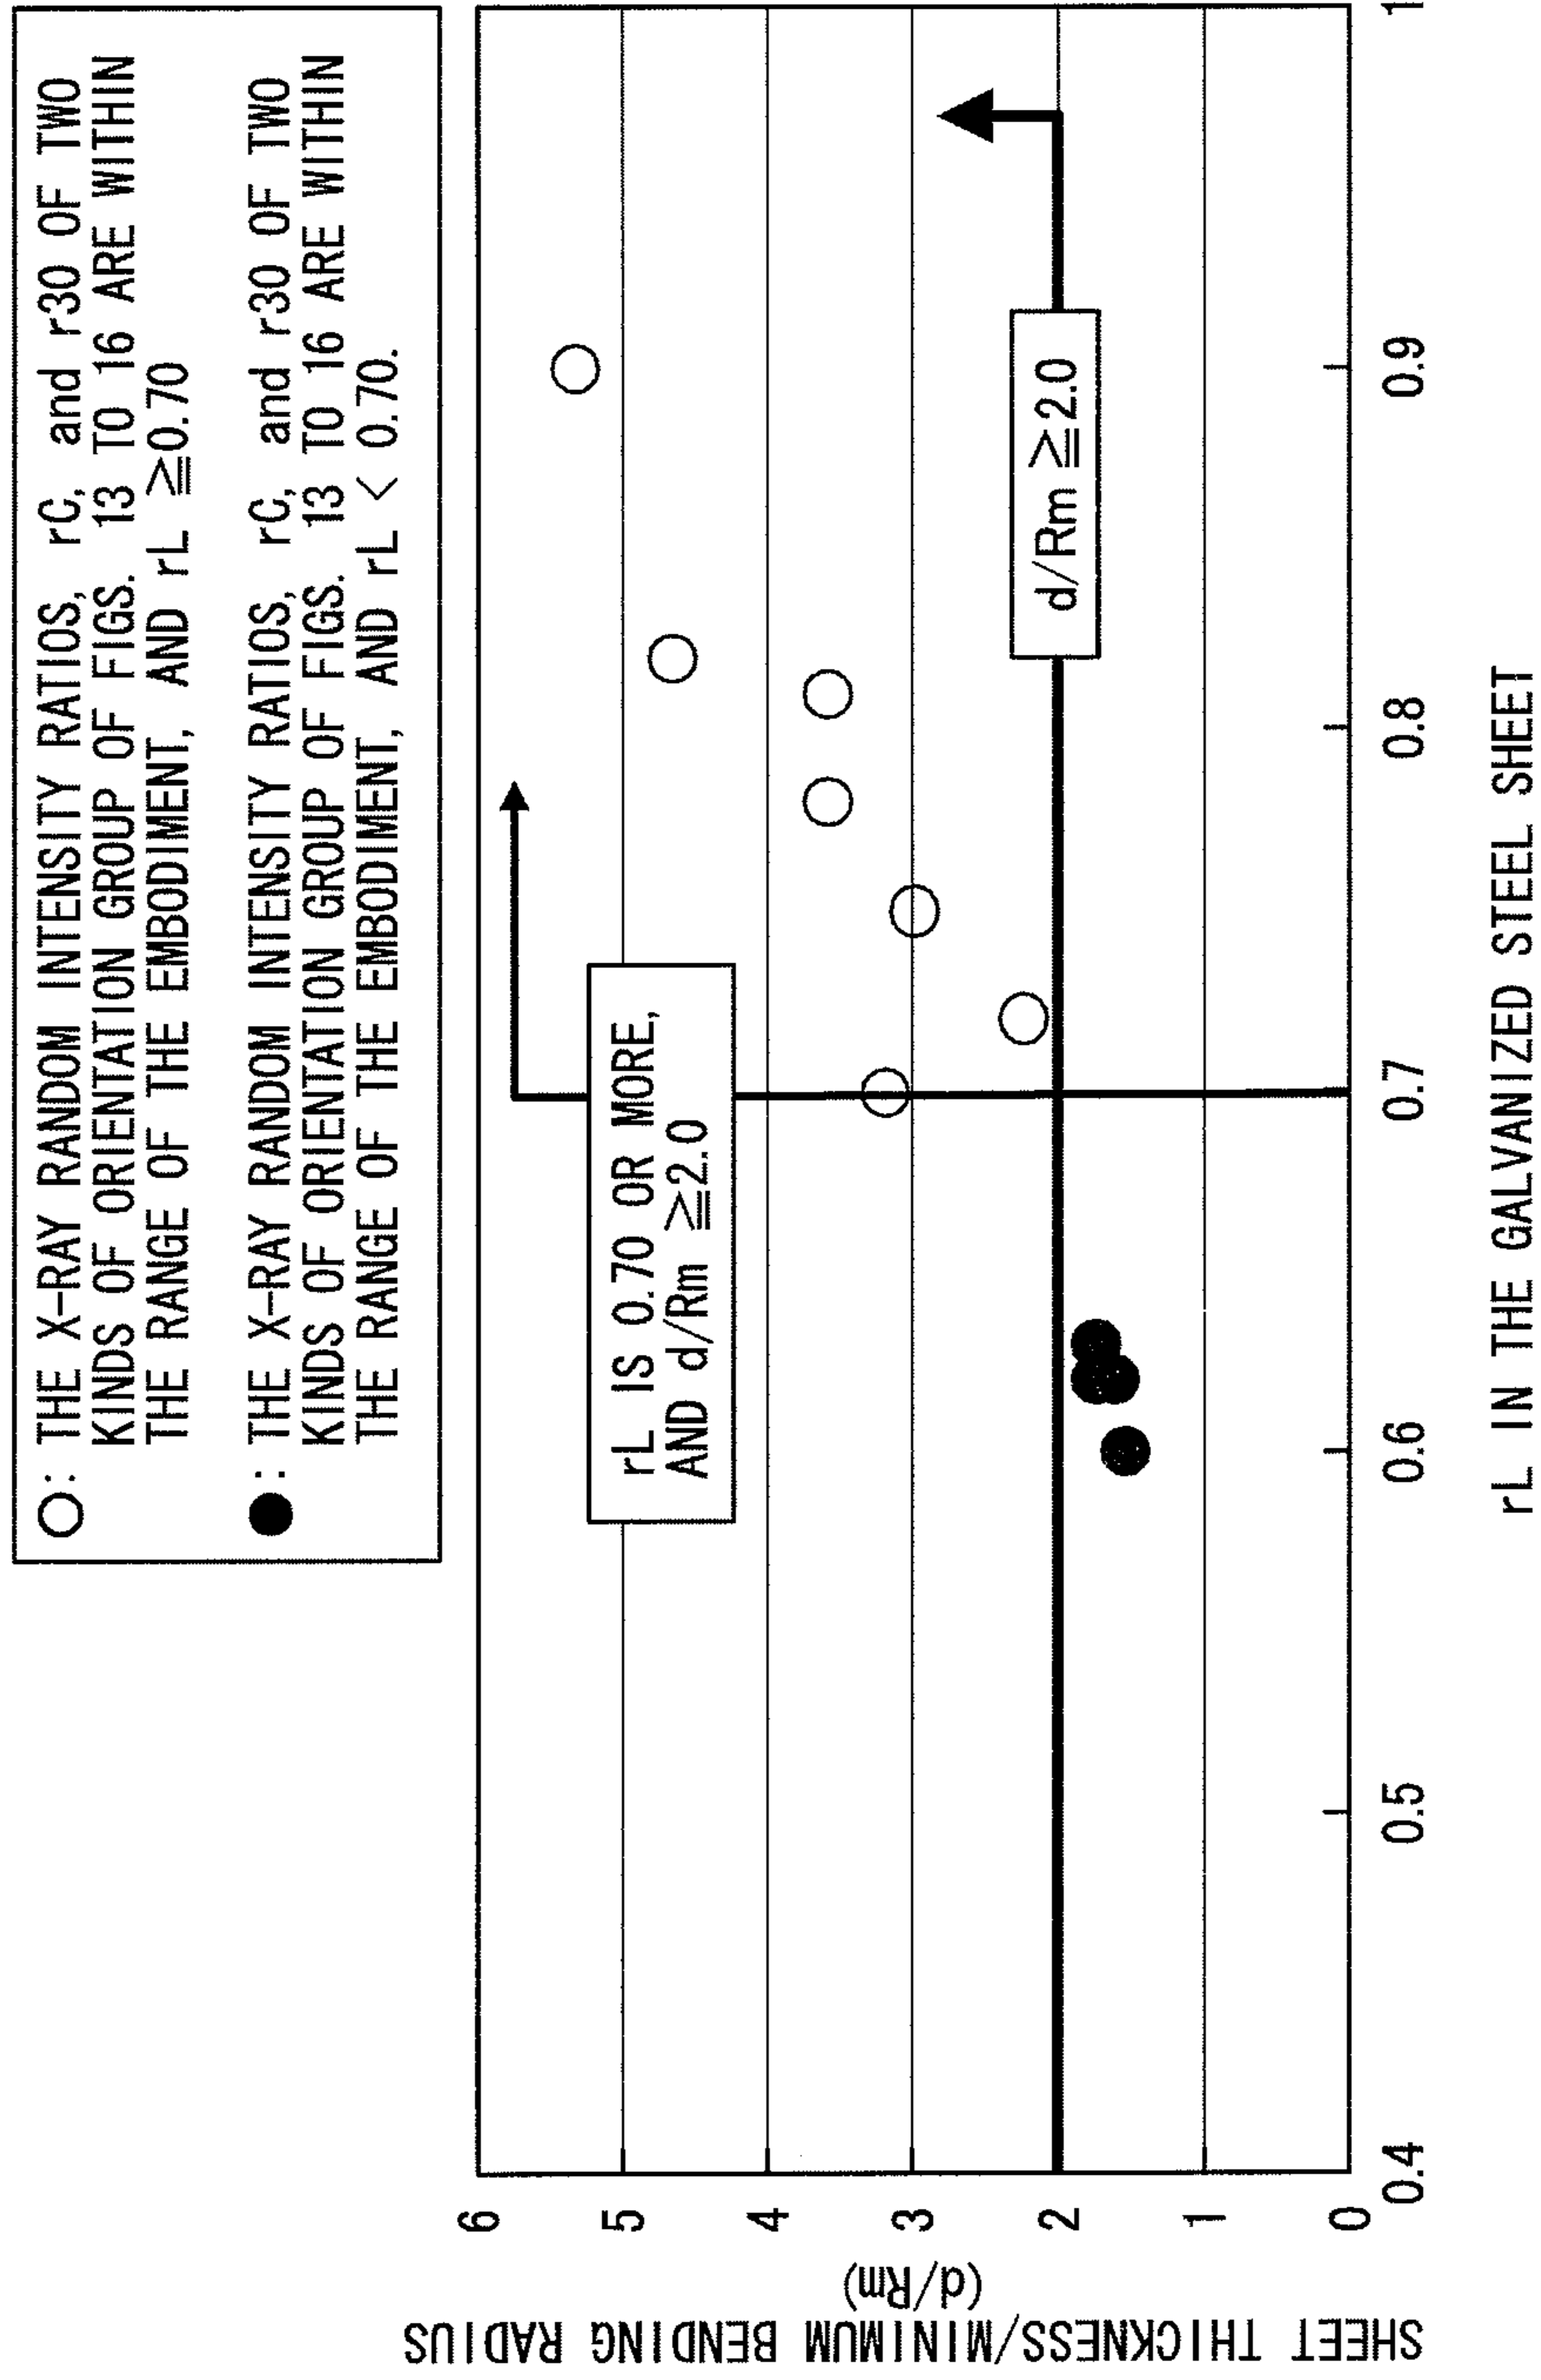 ○: THE X-RAY RANDOM INTENSITY RATIOS, rC, and r30 OF TWO
KINDS OF ORIENTATION GROUP OF FIGS. 13 TO 16 ARE WITHIN
THE RANGE OF THE EMBODIMENT, AND rL ≧0.70
●: THE X-RAY RANDOM INTENSITY RATIOS, rC, and r30 OF TWO
KINDS OF ORIENTATION GROUP OF FIGS. 13 TO 16 ARE WITHIN
THE RANGE OF THE EMBODIMENT, AND rL < 0.70.
SHEET THICKNESS/MINIMUM BENDING RADIUS
(d/Rm)
6
5
4
3
2
1
0
rL IS 0.70 OR MORE,
AND d/Rm ≧2.0
d/Rm ≧2.0
0.4
0.5
0.6
0.7
0.8
0.9
1
rL IN THE GALVANIZED STEEL SHEET